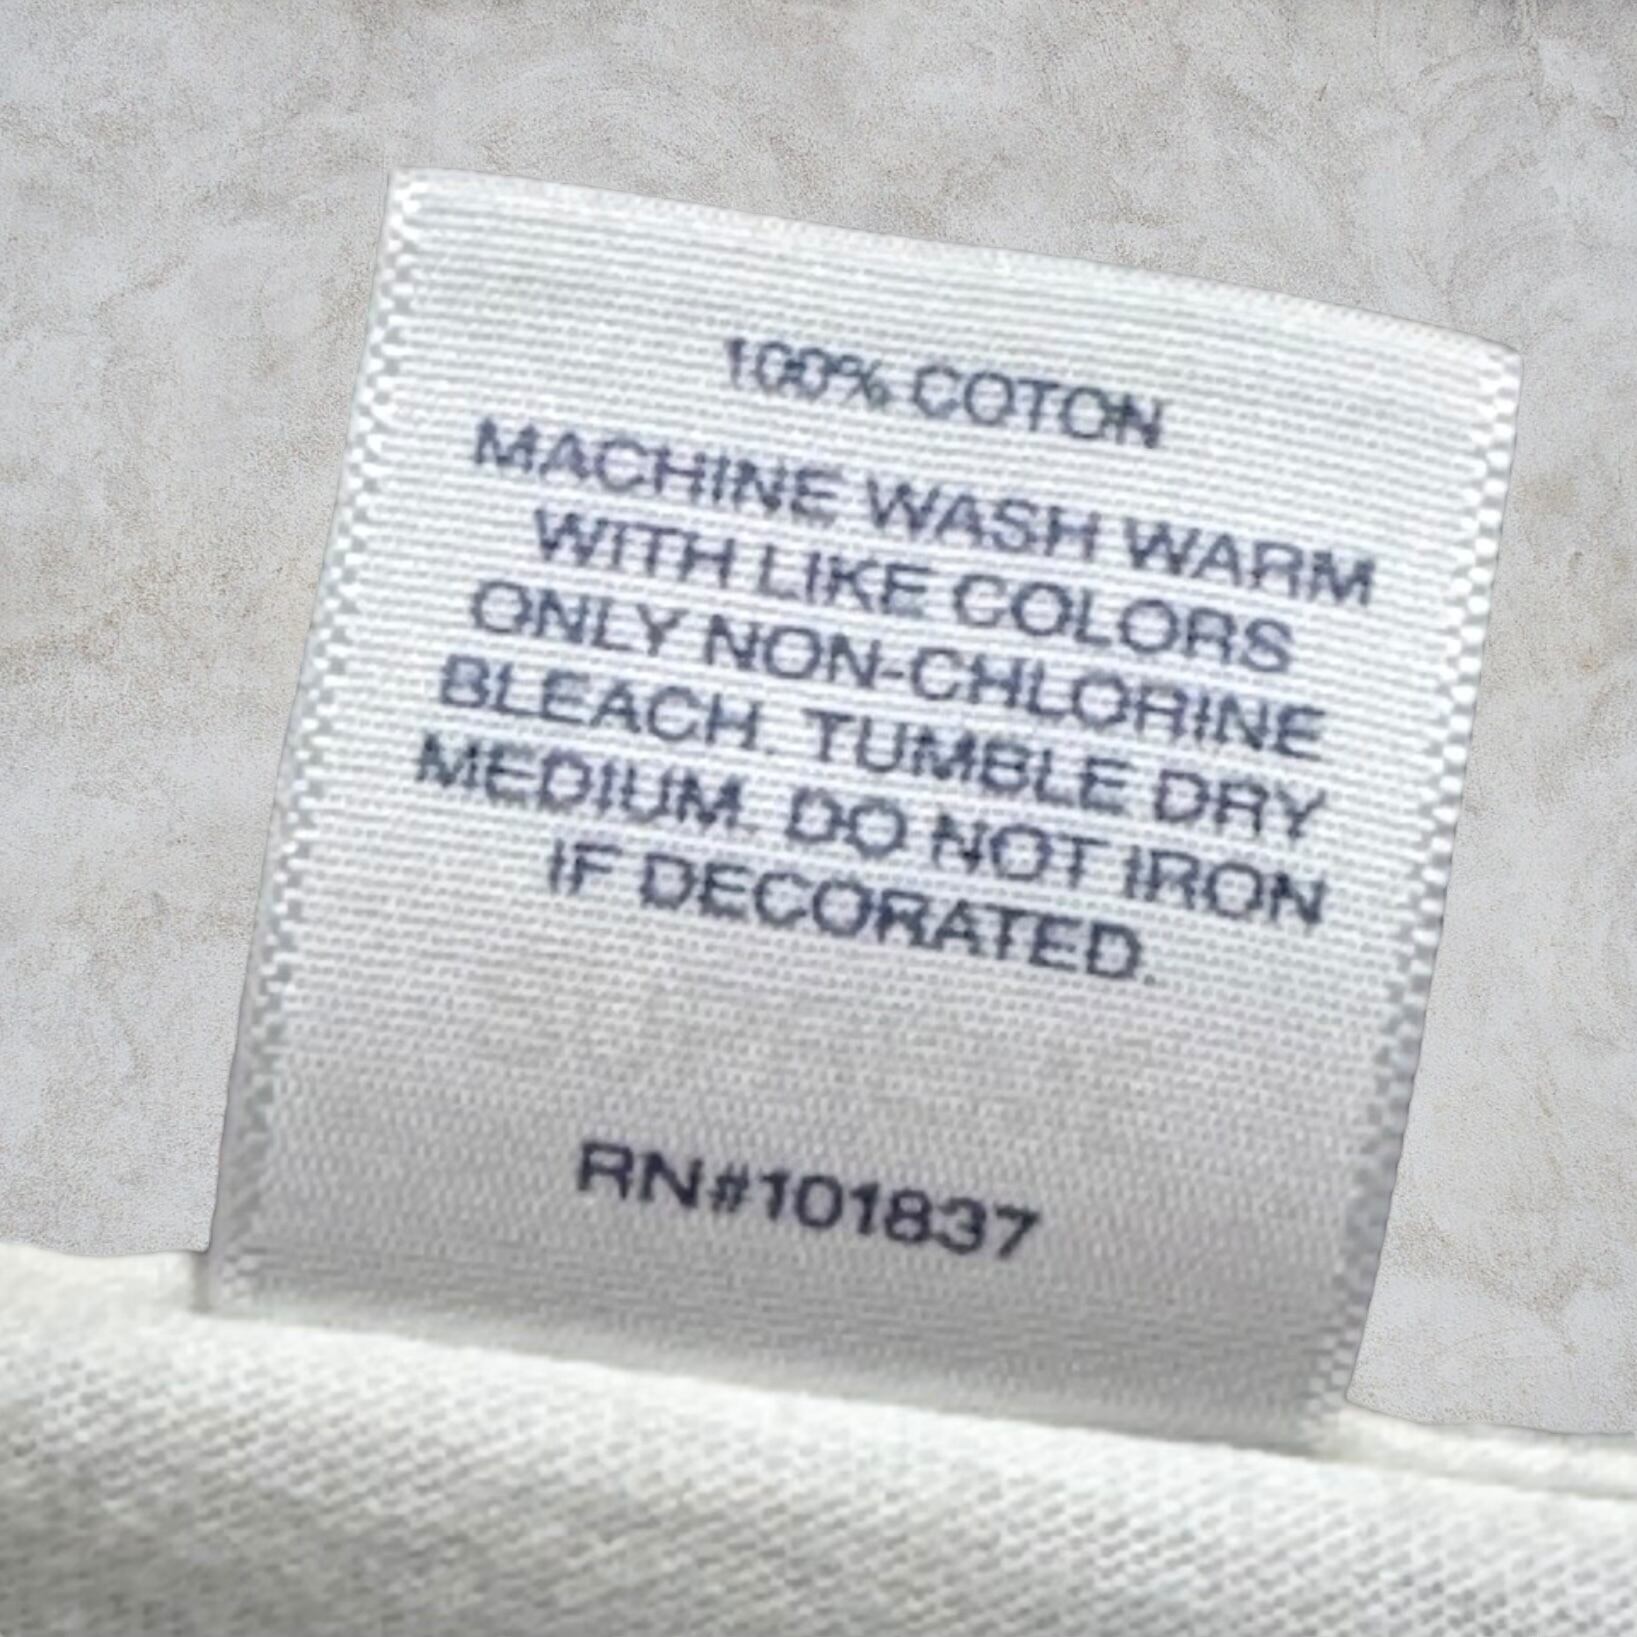 100% COTON
MACHINE WASH WARM
WITH LIKE COLORS
ONLY NON-CHLORINE
BLEACH. TUMBLE DRY
MEDIUM. DO NOT IRON
IF DECORATED.
RN#101837